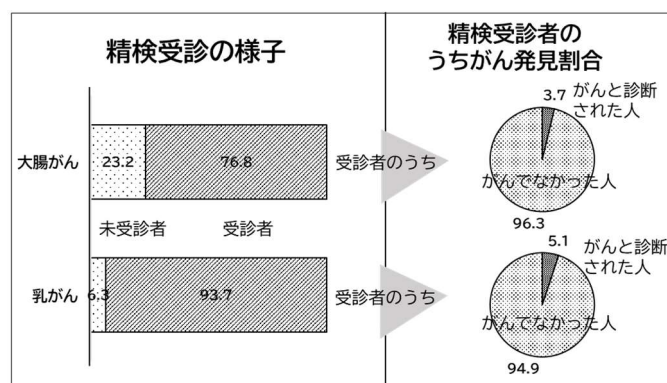 精検受診の様子
精検受診者の
うちがん発見割合
大腸がん
23.2
76.8
受診者のうち
3.7
がんと診断
された人
がんでなかった人
96.3
未受診者
受診者
乳がん
6.3
93.7
受診者のうち
5.1
がんと診断
された人
がんでなかった人
94.9